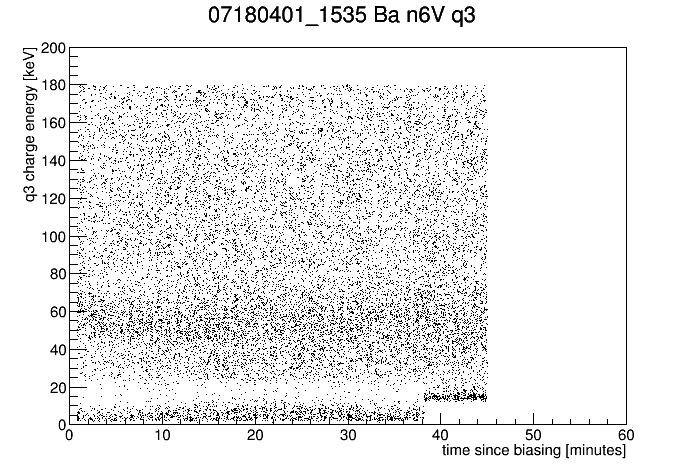 07180401_1535 Ba n6V q3
q3 charge energy [keV]
200
180
160
140
120
100
80
60
40
20
0
0 10 20 30 40 50 60
time since biasing [minutes]